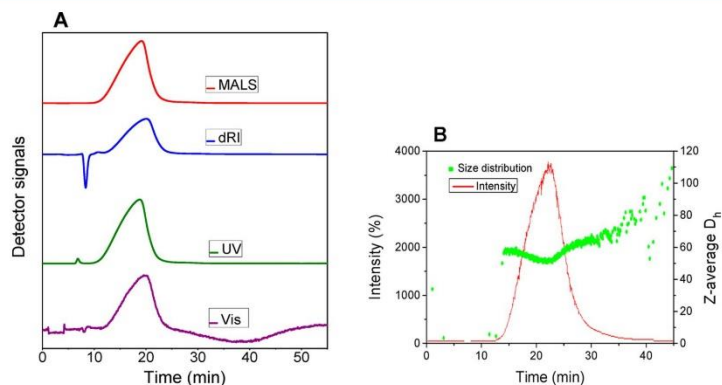 A
MALS
dRI
UV
Vis
Detector signals
0 10 20 30 40 50
Time (min)
B
Size distribution
Intensity
4000
3000
2000
1000
0
Intensity (%)
120
100
80
60
40
20
0
Z-average Dh
0 10 20 30 40
Time (min)